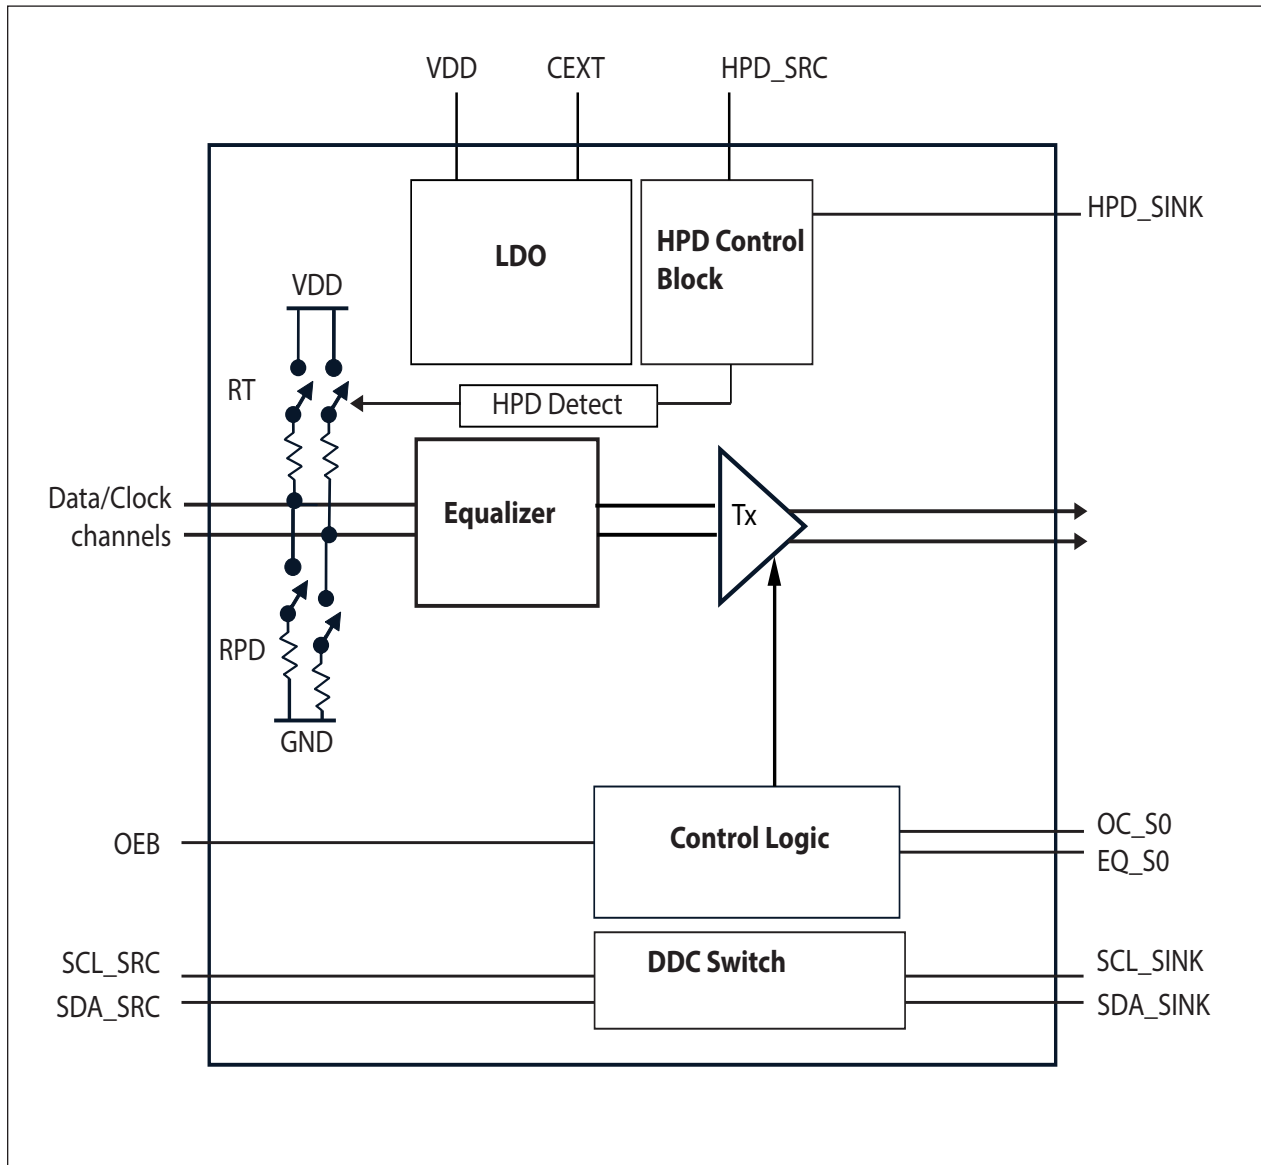 VDD
CEXT
HPD_SRC
HPD_SINK
LDO
HPD Control
Block
VDD
RT
HPD Detect
Data/Clock
channels
Equalizer
Tx
RPD
GND
OEB
Control Logic
OC_S0
EQ_S0
SCL_SRC
SDA_SRC
DDC Switch
SCL_SINK
SDA_SINK